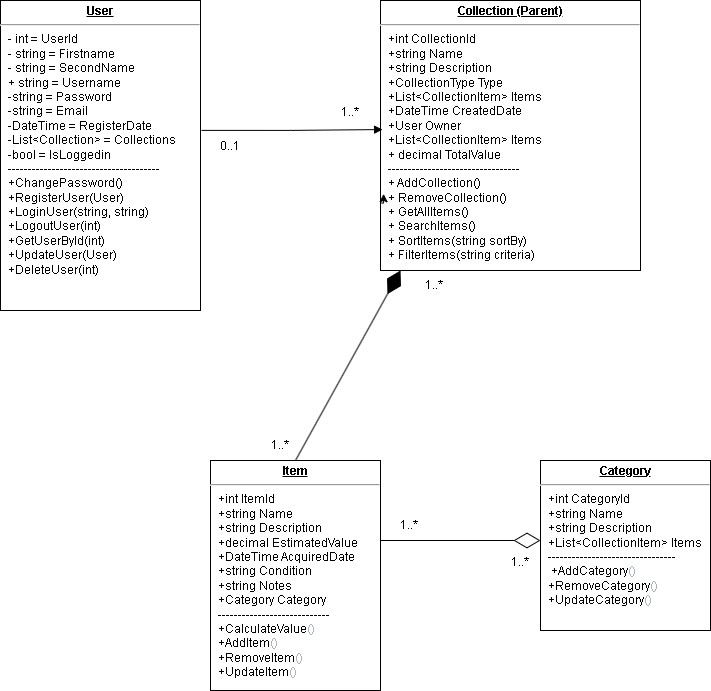 User
- int = UserId
- string = Firstname
- string = SecondName
+ string = Username
-string = Password
-string = Email
-DateTime = RegisterDate
-List<Collection> = Collections
-bool = IsLoggedin
--------------------------------------
+ChangePassword()
+RegisterUser(User)
+LoginUser(string, string)
+LogoutUser(int)
+GetUserById(int)
+UpdateUser(User)
+DeleteUser(int)
1..*
0..1
Collection (Parent)
+int CollectionId
+string Name
+string Description
+CollectionType Type
+List<CollectionItem> Items
+DateTime CreatedDate
+User Owner
+List<CollectionItem> Items
+ decimal TotalValue
---------------------------------
+ AddCollection()
+ RemoveCollection()
+ GetAllItems()
+ SearchItems()
+ SortItems(string sortBy)
+ FilterItems(string criteria)
1..*
1..*
Item
+int ItemId
+string Name
+string Description
+decimal EstimatedValue
+DateTime AcquiredDate
+string Condition
+string Notes
+Category Category
----------------------------
+CalculateValue()
+AddItem()
+RemoveItem()
+UpdateItem()
1..*
1..*
Category
+int CategoryId
+string Name
+string Description
+List<CollectionItem> Items
--------------------------------
+AddCategory()
+RemoveCategory()
+UpdateCategory()